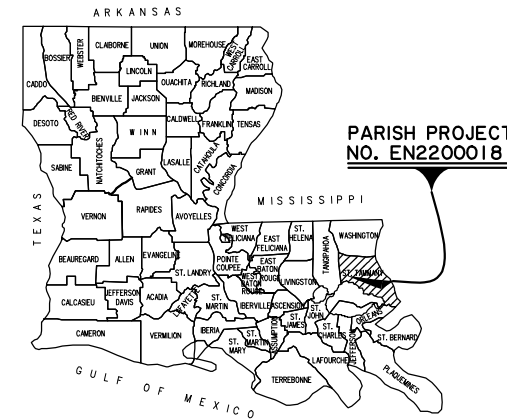 ARKANSAS
CLAIBORNE
UNION
MOREHOUSE
WEST CARROLL
EAST CARROLL
BOSSIER
WEBSTER
CADDO
LINCOLN
OUACHITA
RICHLAND
MADISON
BIENVILLE
JACKSON
DESOTO
RED RIVER
WINN
CALDWELL
FRANKLIN
TENSAS
PARISH PROJECT
NO. EN2200018
SABINE
NATCHITOCHES
GRANT
LASALLE
CATAHOULA
CONCORDIA
TEXAS
MISSISSIPPI
VERNON
RAPIDES
AVOYELLES
WEST FELICIANA
EAST FELICIANA
ST. HELENA
TANGIPAHOA
WASHINGTON
BEAUREGARD
ALLEN
EVANGELINE
ST. LANDRY
POINTE COUPEE
WEST BATON ROUGE
EAST BATON ROUGE
LIVINGSTON
ST. TAMMANY
CALCASIEU
JEFFERSON DAVIS
ACADIA
LAFAYETTE
ST. MARTIN
IBERVILLE
ASCENSION
ST. JAMES
ST. JOHN
ST. CHARLES
ORLEANS
JEFFERSON
ST. BERNARD
CAMERON
VERMILION
IBERIA
ST. MARY
ST. MARTIN
ASSUMPTION
LAFOURCHE
TERREBONNE
PLAQUEMINES
GULF OF MEXICO